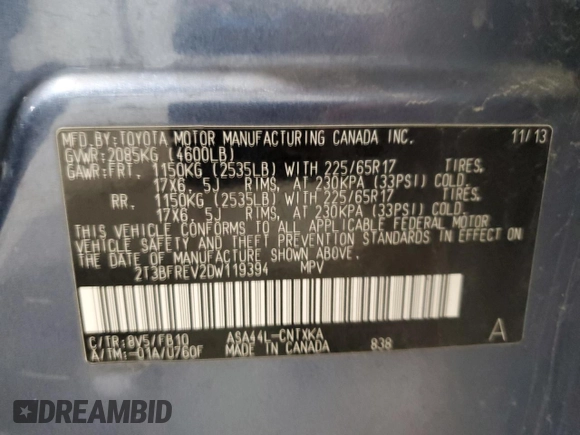 MFD.BY:TOYOTA MOTOR MANUFACTURING CANADA INC. 11/13
GVWR:2085KG (4600LB)
GAWR:FRT. 1150KG (2535LB) WITH 225/65R17 TIRES,
17X6.5J RIMS, AT 230KPA (33PSI) COLD.
RR. 1150KG (2535LB) WITH 225/65R17 TIRES,
17X6.5J RIMS, AT 230KPA (33PSI) COLD.
THIS VEHICLE CONFORMS TO ALL APPLICABLE FEDERAL MOTOR
VEHICLE SAFETY AND THEFT PREVENTION STANDARDS IN EFFECT ON
THE DATE OF MANUFACTURE SHOWN ABOVE.
2T3BFREV2DW119394 MPV
C/TR:8V5/FB10 ASA44L-CNTXKA 838 A
A/TM:-01A/U760F MADE IN CANADA
DREAMBID